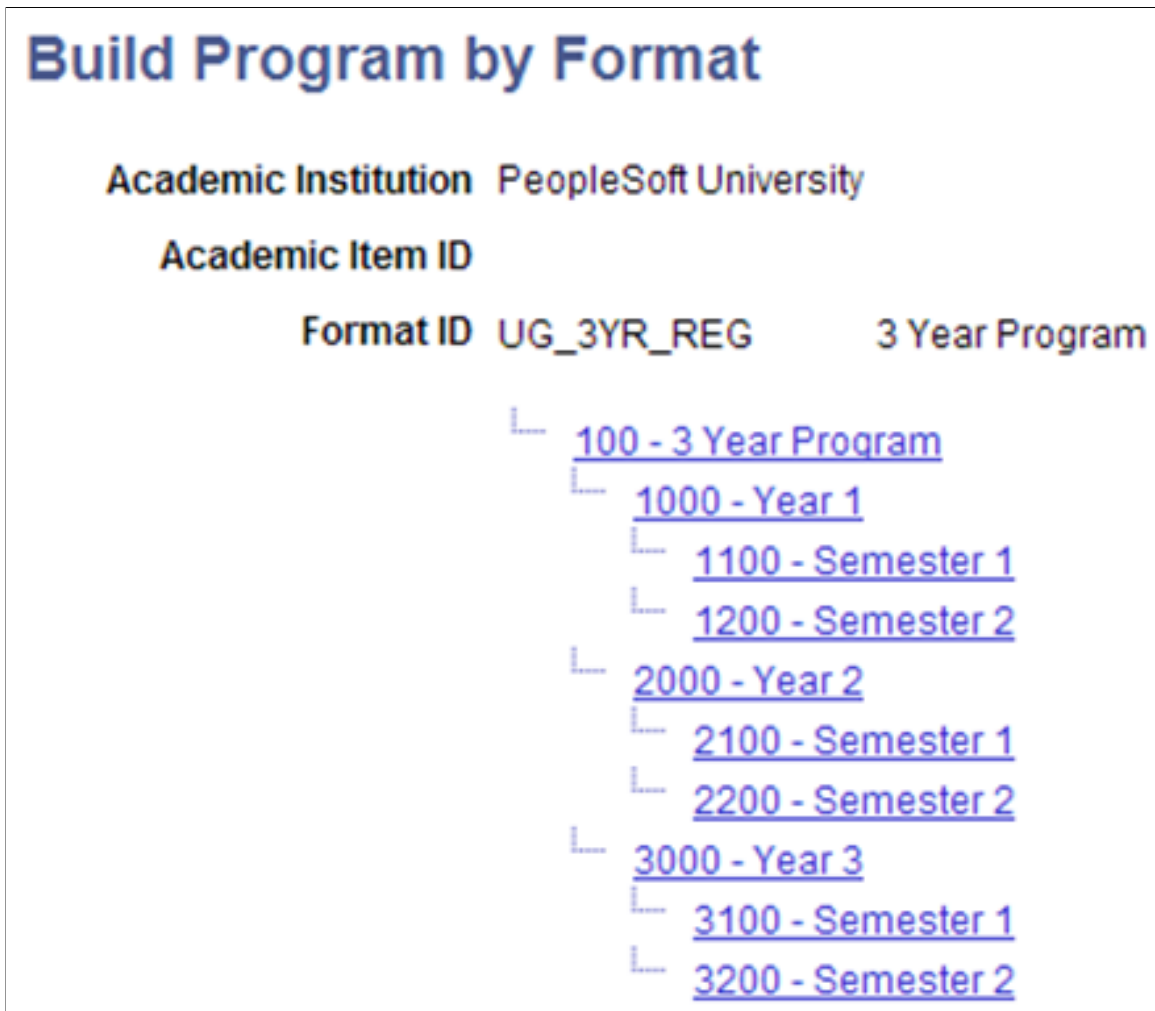 Build Program by Format
Academic Institution PeopleSoft University
Academic Item ID
Format ID UG_3YR_REG 3 Year Program
100 - 3 Year Program
1000 - Year 1
1100 - Semester 1
1200 - Semester 2
2000 - Year 2
2100 - Semester 1
2200 - Semester 2
3000 - Year 3
3100 - Semester 1
3200 - Semester 2